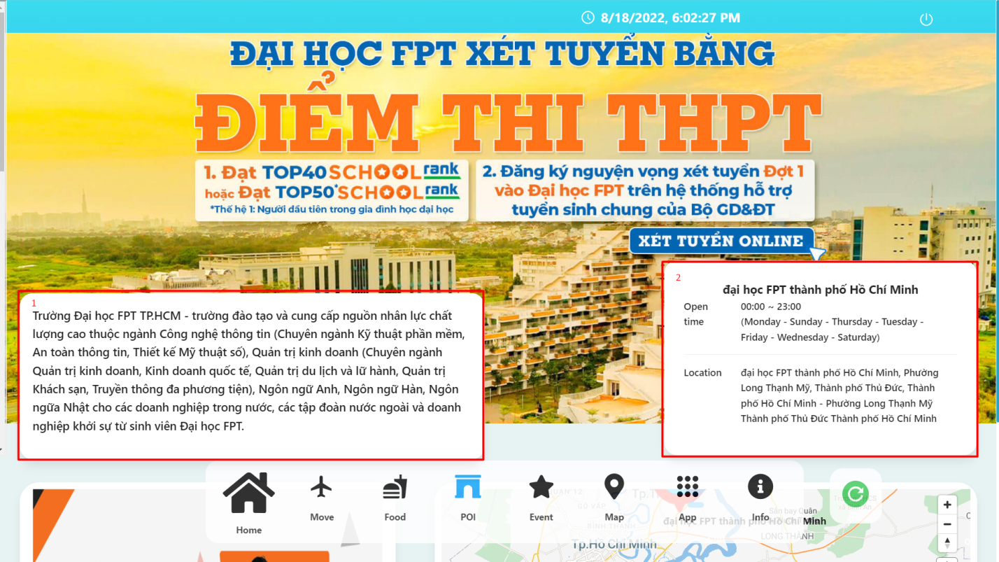 8/18/2022, 6:02:27 PM
ĐẠI HỌC FPT XÉT TUYỂN BẰNG
ĐIỂM THI THPT
1. Đạt TOP40 SCHOOL rank
hoặc Đạt TOP50* SCHOOL rank
*Thế hệ 1: Người đầu tiên trong gia đình học đại học
2. Đăng ký nguyện vọng xét tuyển Đợt 1
vào Đại học FPT trên hệ thống hỗ trợ
tuyển sinh chung của Bộ GD&ĐT
XÉT TUYỂN ONLINE
1
Trường Đại học FPT TP.HCM - trường đào tạo và cung cấp nguồn nhân lực chất
lượng cao thuộc ngành Công nghệ thông tin (Chuyên ngành Kỹ thuật phần mềm,
An toàn thông tin, Thiết kế Mỹ thuật số), Quản trị kinh doanh (Chuyên ngành
Quản trị kinh doanh, Kinh doanh quốc tế, Quản trị du lịch và lữ hành, Quản trị
Khách sạn, Truyền thông đa phương tiện), Ngôn ngữ Anh, Ngôn ngữ Hàn, Ngôn
ngữa Nhật cho các doanh nghiệp trong nước, các tập đoàn nước ngoài và doanh
nghiệp khởi sự từ sinh viên Đại học FPT.
2
đại học FPT thành phố Hồ Chí Minh
Open time
00:00 ~ 23:00
(Monday - Sunday - Thursday - Tuesday -
Friday - Wednesday - Saturday)
Location
đại học FPT thành phố Hồ Chí Minh, Phường
Long Thạnh Mỹ, Thành phố Thủ Đức, Thành
phố Hồ Chí Minh - Phường Long Thạnh Mỹ
Thành phố Thủ Đức Thành phố Hồ Chí Minh
Home
Move
Food
POI
Event
Map
App
Info
QUẬN 12
GÒ VẤP
BÌNH THẠNH
Sân bay Quân
đại học FPT thành phố Hồ Chí Minh
LONG THẠNH
Tp.Hồ Chí Minh